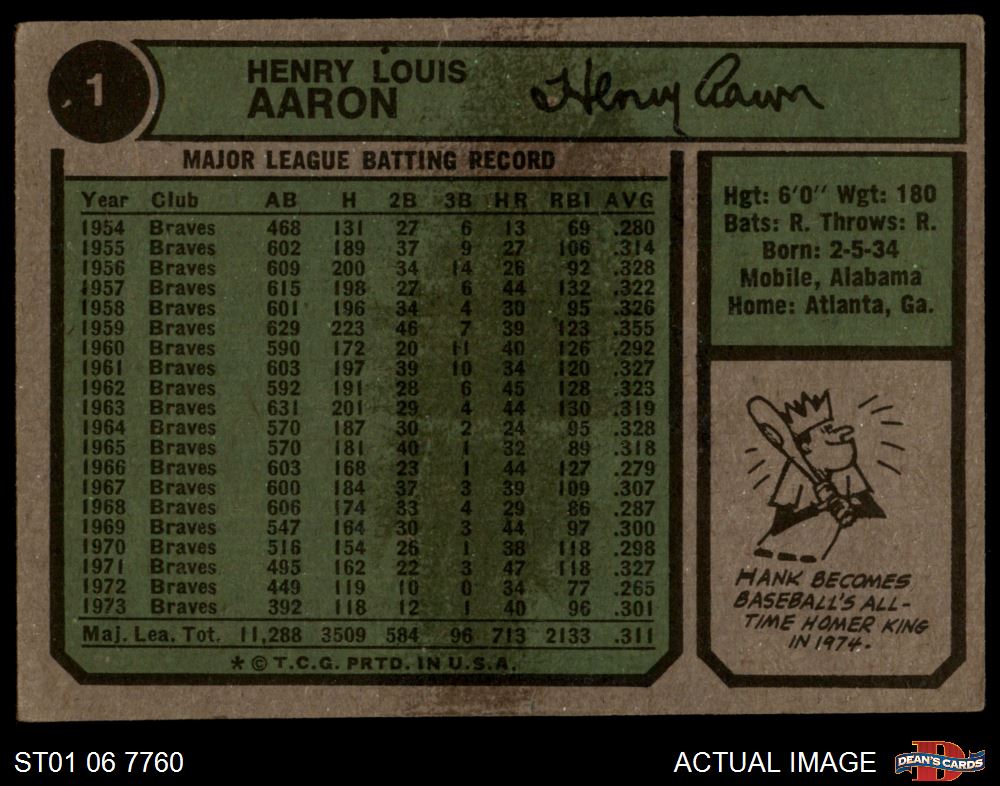 1
HENRY LOUIS
AARON
Henry Aaron
MAJOR LEAGUE BATTING RECORD
Year Club AB H 2B 3B HR RBI AVG
1954 Braves 468 131 27 6 13 69 .280
1955 Braves 602 189 37 9 27 106 .314
1956 Braves 609 200 34 14 26 92 .328
1957 Braves 615 198 27 6 44 132 .322
1958 Braves 601 196 34 4 30 95 .326
1959 Braves 629 223 46 7 39 123 .355
1960 Braves 590 172 20 11 40 126 .292
1961 Braves 603 197 39 10 34 120 .327
1962 Braves 592 191 28 6 45 128 .323
1963 Braves 631 201 29 4 44 130 .319
1964 Braves 570 187 30 2 24 95 .328
1965 Braves 570 181 40 1 32 89 .318
1966 Braves 603 168 23 1 44 127 .279
1967 Braves 600 184 37 3 39 109 .307
1968 Braves 606 174 33 4 29 86 .287
1969 Braves 547 164 30 3 44 97 .300
1970 Braves 516 154 26 1 38 118 .298
1971 Braves 495 162 22 3 47 118 .327
1972 Braves 449 119 10 0 34 77 .265
1973 Braves 392 118 12 1 40 96 .301
Maj. Lea. Tot. 11,288 3509 584 96 713 2133 .311
* © T.C.G. PRTD. IN U.S.A.
Hgt: 6'0" Wgt: 180
Bats: R. Throws: R.
Born: 2-5-34
Mobile, Alabama
Home: Atlanta, Ga.
HANK BECOMES
BASEBALL'S ALL-
TIME HOMER KING
IN 1974.
ST01 06 7760
ACTUAL IMAGE
D
DEAN'S CARDS